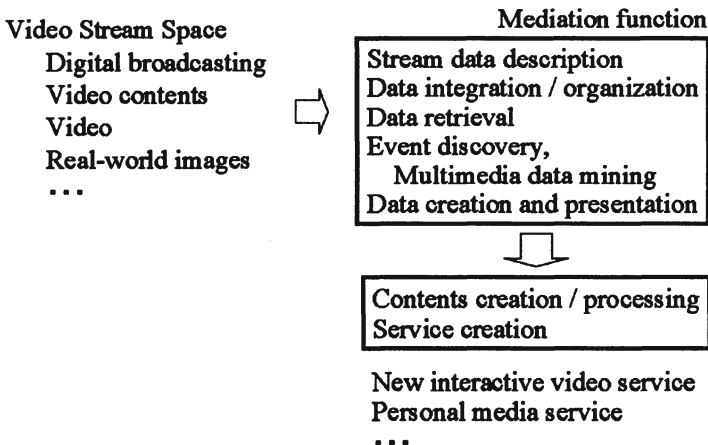 Video Stream Space
Digital broadcasting
Video contents
Video
Real-world images
...
Mediation function
Stream data description
Data integration / organization
Data retrieval
Event discovery,
Multimedia data mining
Data creation and presentation
Contents creation / processing
Service creation
New interactive video service
Personal media service
...